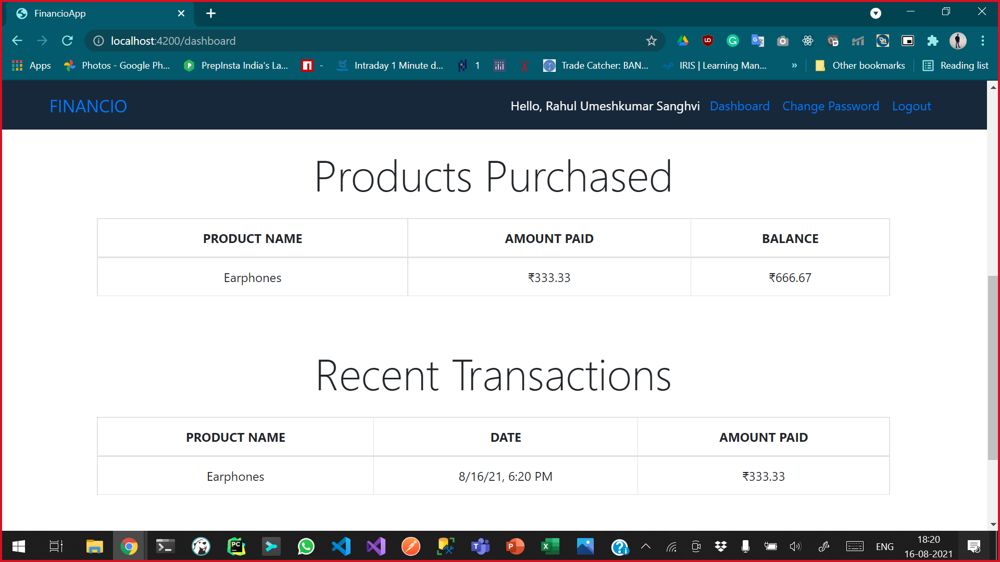 FinancioApp
localhost:4200/dashboard
Apps
Photos - Google Ph...
PrepInsta India's La...
-
Intraday 1 Minute d...
1
Trade Catcher: BAN...
IRIS | Learning Man...
»
Other bookmarks
Reading list
FINANCIO
Hello, Rahul Umeshkumar Sanghvi
Dashboard
Change Password
Logout
Products Purchased
PRODUCT NAME AMOUNT PAID BALANCE
Earphones ₹333.33 ₹666.67
Recent Transactions
PRODUCT NAME DATE AMOUNT PAID
Earphones 8/16/21, 6:20 PM ₹333.33
ENG
18:20
16-08-2021